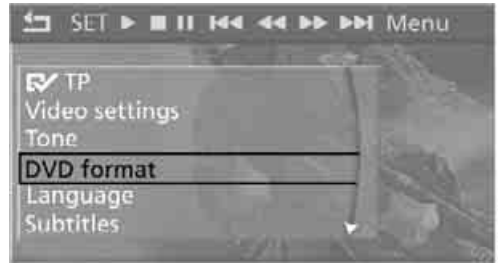 SET Menu
TP
Video settings
Tone
DVD format
Language
Subtitles